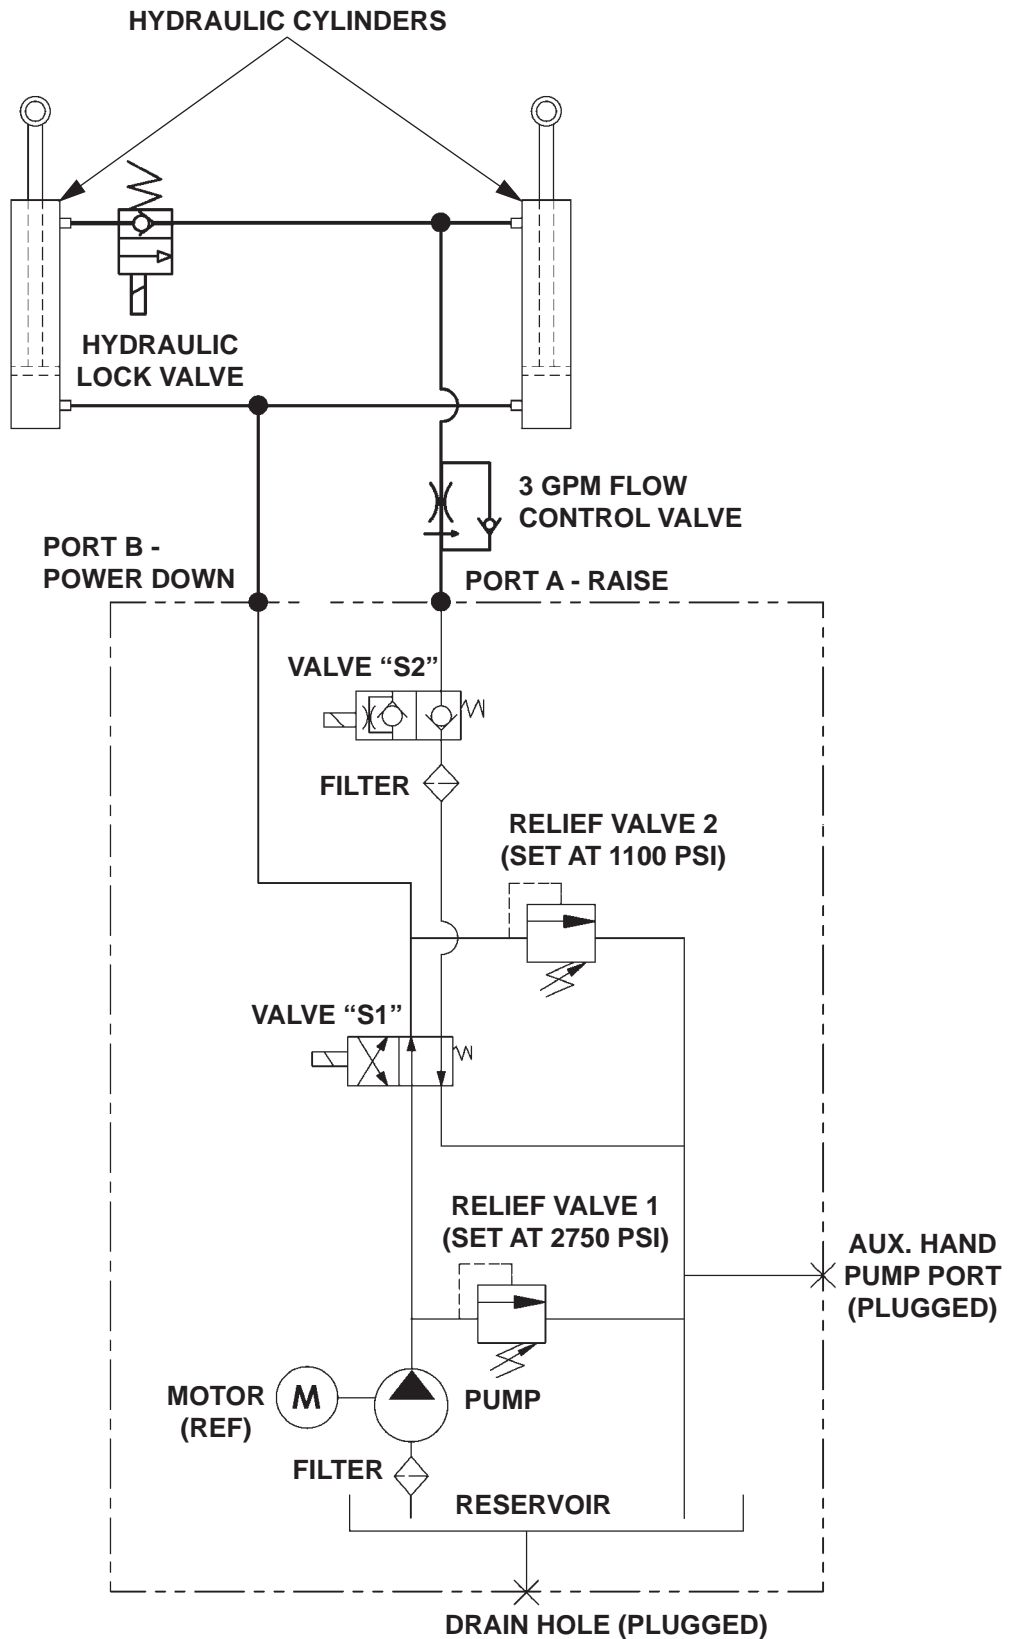 HYDRAULIC CYLINDERS
HYDRAULIC
LOCK VALVE
3 GPM FLOW
CONTROL VALVE
PORT B -
POWER DOWN
PORT A - RAISE
VALVE “S2”
FILTER
RELIEF VALVE 2
(SET AT 1100 PSI)
VALVE “S1”
RELIEF VALVE 1
(SET AT 2750 PSI)
AUX. HAND
PUMP PORT
(PLUGGED)
MOTOR
(REF)
M
PUMP
FILTER
RESERVOIR
DRAIN HOLE (PLUGGED)